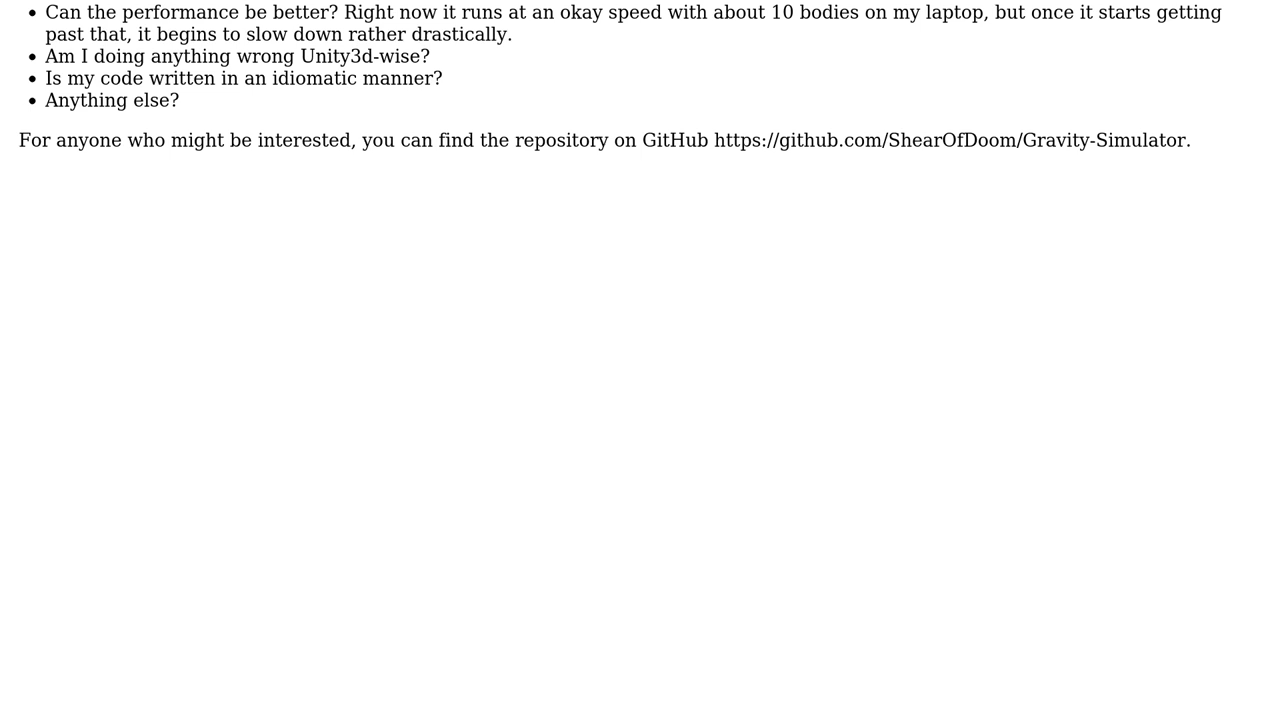 • Can the performance be better? Right now it runs at an okay speed with about 10 bodies on my laptop, but once it starts getting
past that, it begins to slow down rather drastically.
• Am I doing anything wrong Unity3d-wise?
• Is my code written in an idiomatic manner?
• Anything else?
For anyone who might be interested, you can find the repository on GitHub https://github.com/ShearOfDoom/Gravity-Simulator.